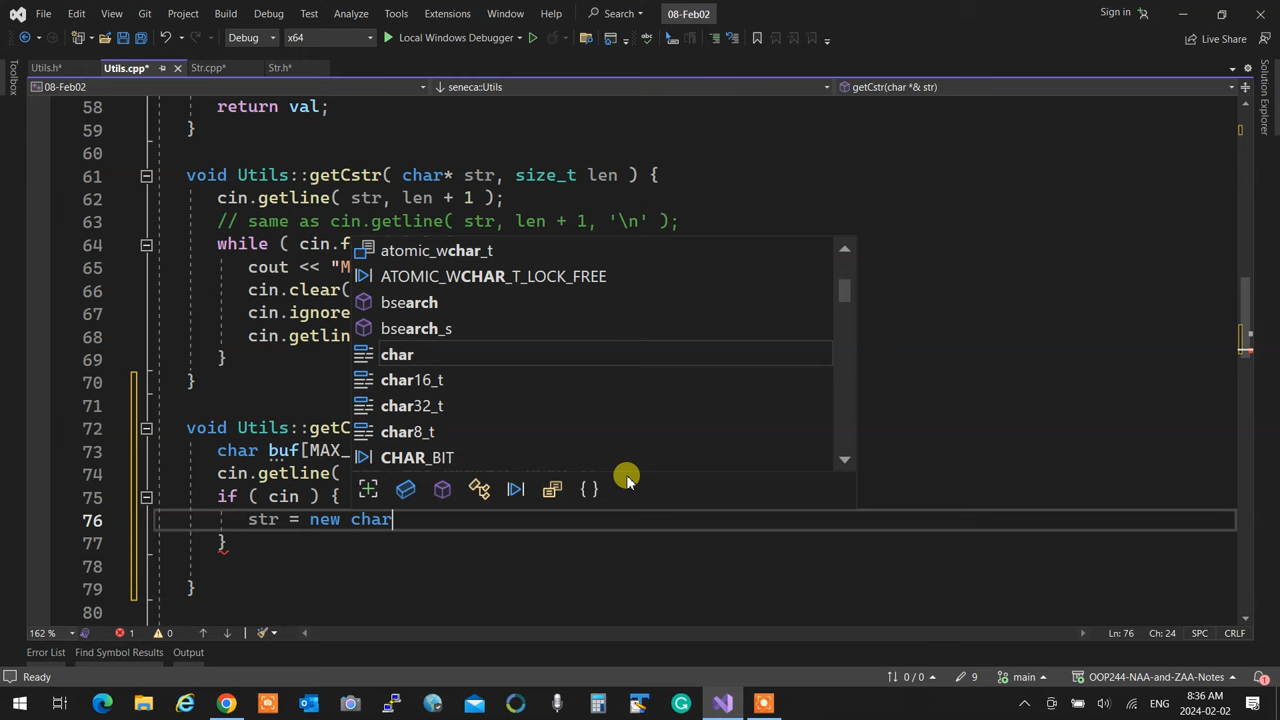 File Edit View Git Project Build Debug Test Analyze Tools Extensions Window Help Search 08-Feb02 Sign in
Debug x64 Local Windows Debugger Live Share
Toolbox
Utils.h* Utils.cpp* Str.cpp* Str.h*
Solution Explorer
08-Feb02 seneca::Utils getCstr(char *& str)
58 return val;
59 }
60
61 void Utils::getCstr( char* str, size_t len ) {
62 cin.getline( str, len + 1 );
63 // same as cin.getline( str, len + 1, '\n' );
64 while ( cin.f
65 cout << "M
66 cin.clear(
67 cin.ignore
68 cin.getlin
69 }
70 }
71
72 void Utils::getC
73 char buf[MAX_
74 cin.getline(
75 if ( cin ) {
76 str = new char
77 }
78
79 }
80
atomic_wchar_t
ATOMIC_WCHAR_T_LOCK_FREE
bsearch
bsearch_s
char
char16_t
char32_t
char8_t
CHAR_BIT
162 % 1 0 Ln: 76 Ch: 24 SPC CRLF
Error List Find Symbol Results Output
Ready 0 / 0 9 main OOP244-NAA-and-ZAA-Notes 1
ENG 8:36 AM
2024-02-02